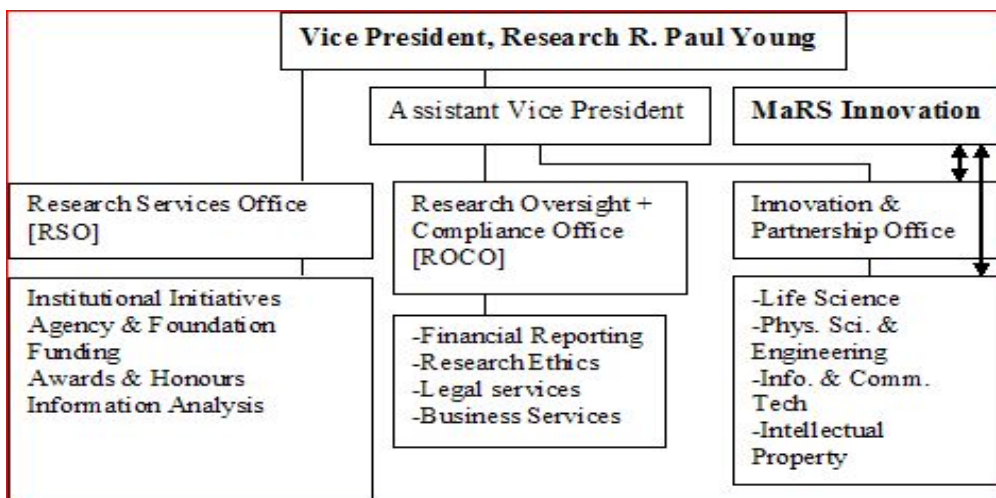 Vice President, Research R. Paul Young
Assistant Vice President
MaRS Innovation
Research Services Office
[RSO]
Research Oversight +
Compliance Office
[ROCO]
Innovation &
Partnership Office
Institutional Initiatives
Agency & Foundation
Funding
Awards & Honours
Information Analysis
-Financial Reporting
-Research Ethics
-Legal services
-Business Services
-Life Science
-Phys. Sci. &
Engineering
-Info. & Comm.
Tech
-Intellectual
Property